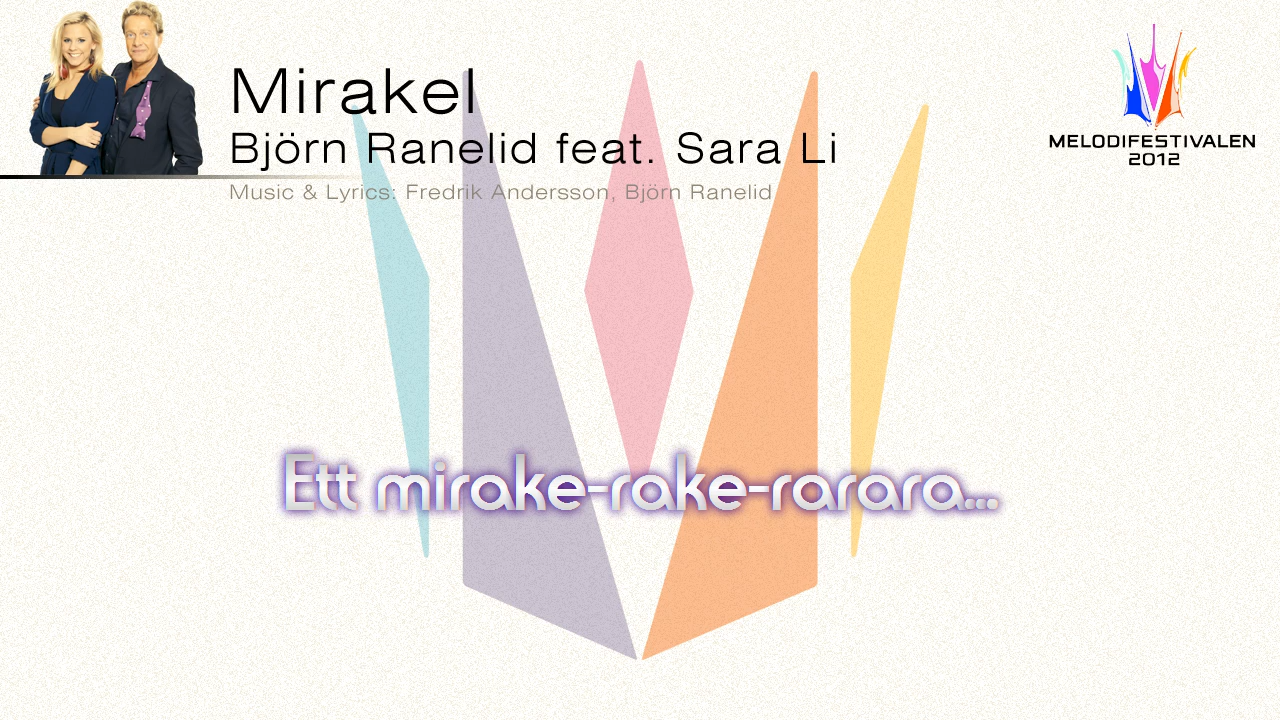 Mirakel
Björn Ranelid feat. Sara Li
Music & Lyrics: Fredrik Andersson, Björn Ranelid
MELODIFESTIVALEN
2012
Ett mirake-rake-rarara...